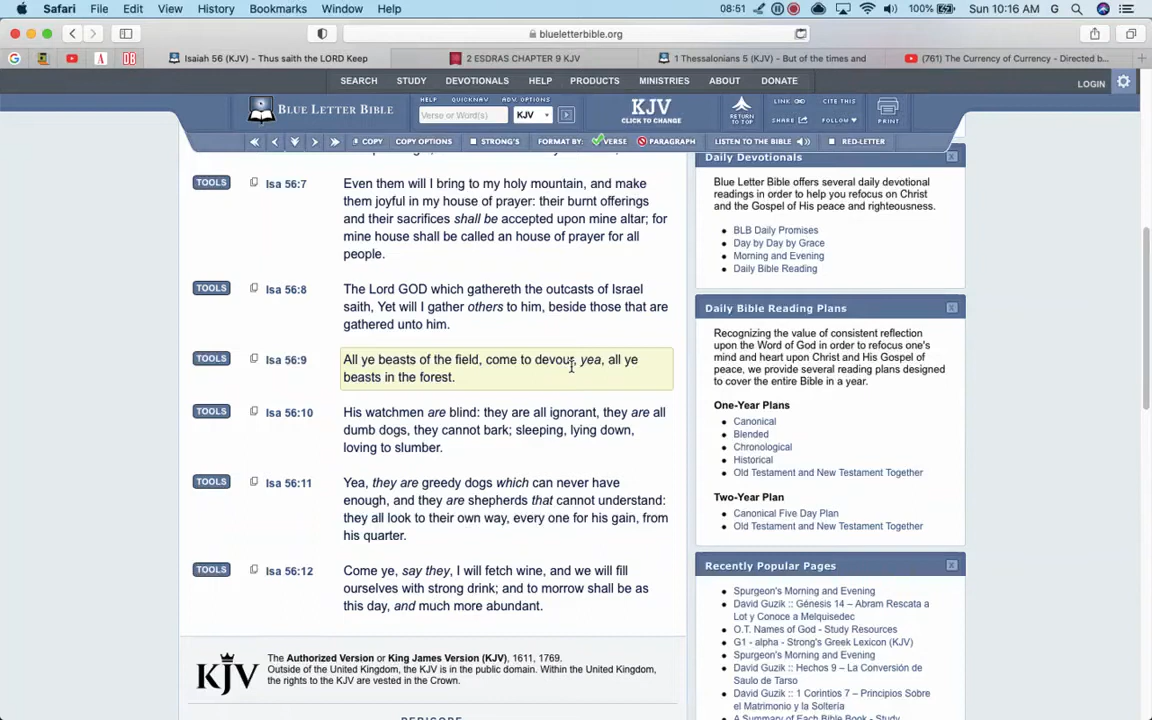 Safari File Edit View History Bookmarks Window Help 08:51 100% Sun 10:16 AM G
blueletterbible.org
Isaiah 56 (KJV) - Thus saith the LORD Keep
2 ESDRAS CHAPTER 9 KJV
1 Thessalonians 5 (KJV) - But of the times and
(761) The Currency of Currency - Directed b...
SEARCH STUDY DEVOTIONALS HELP PRODUCTS MINISTRIES ABOUT DONATE LOGIN
BLUE LETTER BIBLE
HELP QUICKNAV ADV. OPTIONS
Verse or Word(s) KJV
KJV
CLICK TO CHANGE
RETURN
TO TOP
LINK CITE THIS
SHARE FOLLOW
PRINT
COPY COPY OPTIONS STRONG'S FORMAT BY: VERSE PARAGRAPH LISTEN TO THE BIBLE RED-LETTER
TOOLS Isa 56:7 Even them will I bring to my holy mountain, and make
them joyful in my house of prayer: their burnt offerings
and their sacrifices shall be accepted upon mine altar; for
mine house shall be called an house of prayer for all
people.
TOOLS Isa 56:8 The Lord GOD which gathereth the outcasts of Israel
saith, Yet will I gather others to him, beside those that are
gathered unto him.
TOOLS Isa 56:9 All ye beasts of the field, come to devour, yea, all ye
beasts in the forest.
TOOLS Isa 56:10 His watchmen are blind: they are all ignorant, they are all
dumb dogs, they cannot bark; sleeping, lying down,
loving to slumber.
TOOLS Isa 56:11 Yea, they are greedy dogs which can never have
enough, and they are shepherds that cannot understand:
they all look to their own way, every one for his gain, from
his quarter.
TOOLS Isa 56:12 Come ye, say they, I will fetch wine, and we will fill
ourselves with strong drink; and to morrow shall be as
this day, and much more abundant.
KJV
The Authorized Version or King James Version (KJV), 1611, 1769.
Outside of the United Kingdom, the KJV is in the public domain. Within the United Kingdom,
the rights to the KJV are vested in the Crown.
Daily Devotionals
Blue Letter Bible offers several daily devotional
readings in order to help you refocus on Christ
and the Gospel of His peace and righteousness.
BLB Daily Promises
Day by Day by Grace
Morning and Evening
Daily Bible Reading
Daily Bible Reading Plans
Recognizing the value of consistent reflection
upon the Word of God in order to refocus one's
mind and heart upon Christ and His Gospel of
peace, we provide several reading plans designed
to cover the entire Bible in a year.
One-Year Plans
Canonical
Blended
Chronological
Historical
Old Testament and New Testament Together
Two-Year Plan
Canonical Five Day Plan
Old Testament and New Testament Together
Recently Popular Pages
Spurgeon's Morning and Evening
David Guzik :: Génesis 14 – Abram Rescata a
Lot y Conoce a Melquisedec
O.T. Names of God - Study Resources
G1 - alpha - Strong's Greek Lexicon (KJV)
Spurgeon's Morning and Evening
David Guzik :: Hechos 9 – La Conversión de
Saulo de Tarso
David Guzik :: 1 Corintios 7 – Principios Sobre
el Matrimonio y la Soltería
A Summary of Each Bible Book - Study